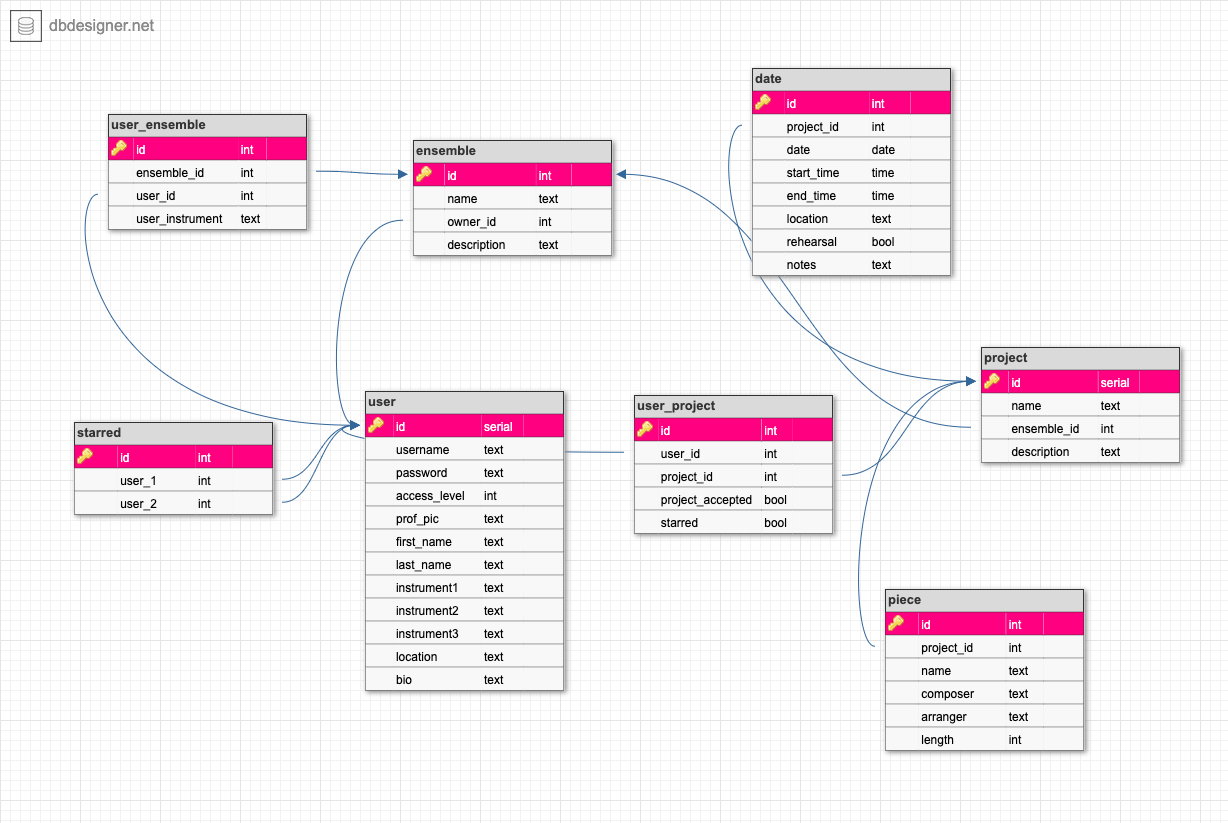 dbdesigner.net
date
id int
project_id int
date date
start_time time
end_time time
location text
rehearsal bool
notes text
user_ensemble
id int
ensemble_id int
user_id int
user_instrument text
ensemble
id int
name text
owner_id int
description text
project
id serial
name text
ensemble_id int
description text
user
id serial
username text
password text
access_level int
prof_pic text
first_name text
last_name text
instrument1 text
instrument2 text
instrument3 text
location text
bio text
user_project
id int
user_id int
project_id int
project_accepted bool
starred bool
starred
id int
user_1 int
user_2 int
piece
id int
project_id int
name text
composer text
arranger text
length int